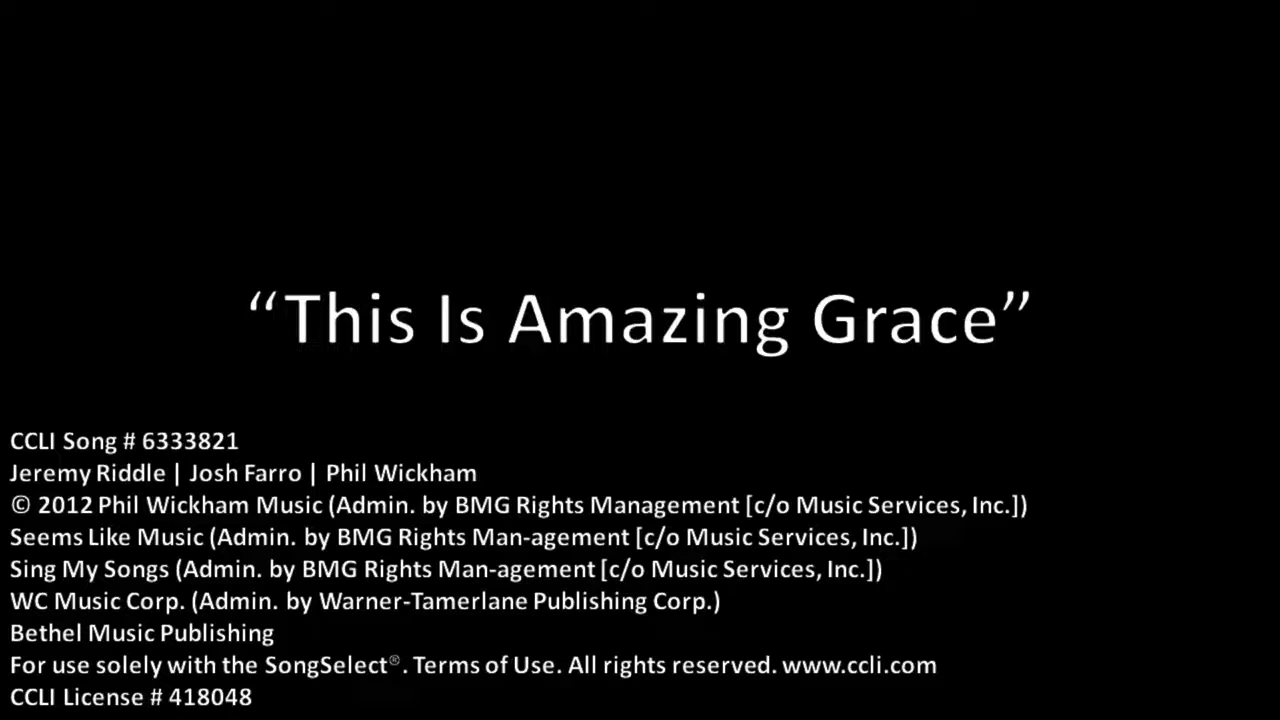 “This Is Amazing Grace”
CCLI Song # 6333821
Jeremy Riddle | Josh Farro | Phil Wickham
© 2012 Phil Wickham Music (Admin. by BMG Rights Management [c/o Music Services, Inc.])
Seems Like Music (Admin. by BMG Rights Man-agement [c/o Music Services, Inc.])
Sing My Songs (Admin. by BMG Rights Man-agement [c/o Music Services, Inc.])
WC Music Corp. (Admin. by Warner-Tamerlane Publishing Corp.)
Bethel Music Publishing
For use solely with the SongSelect®. Terms of Use. All rights reserved. www.ccli.com
CCLI License # 418048